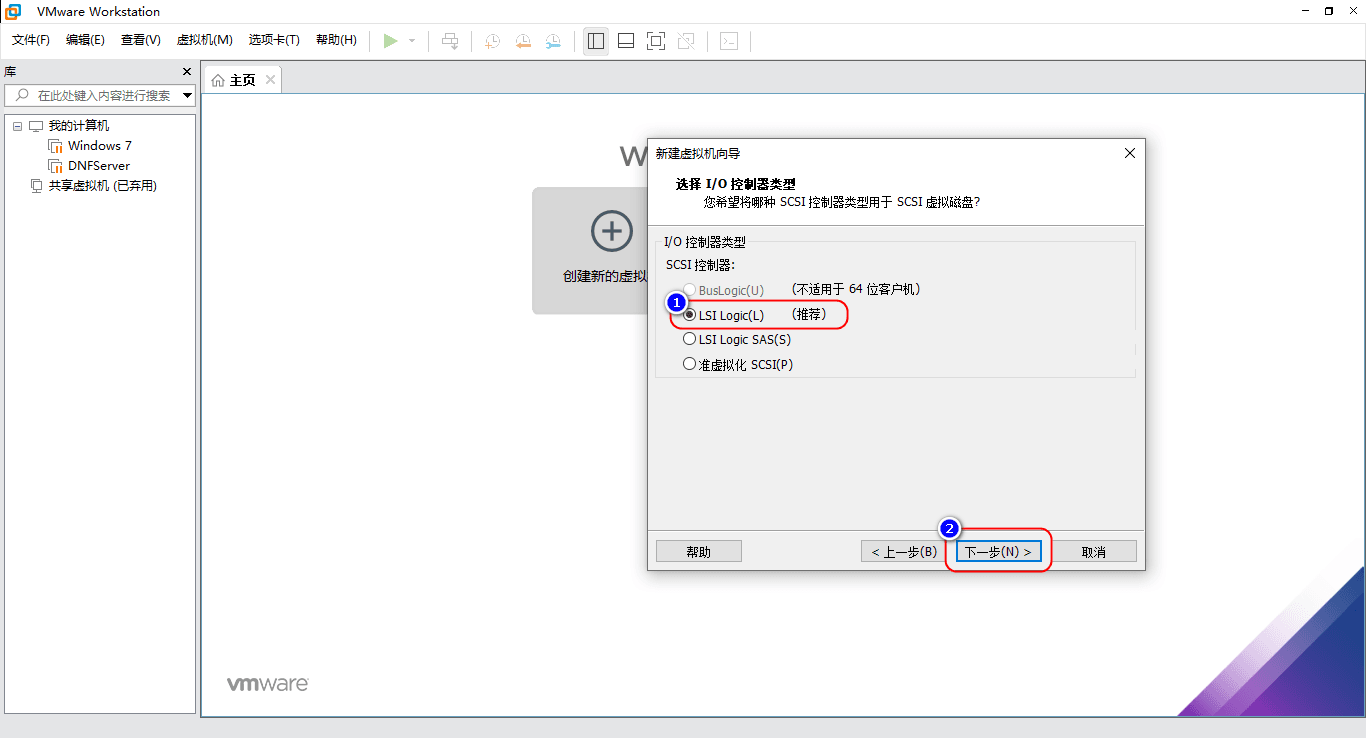 VMware Workstation
文件(F) 编辑(E) 查看(V) 虚拟机(M) 选项卡(T) 帮助(H)
库
在此处键入内容进行搜索
我的计算机
Windows 7
DNFServer
共享虚拟机 (已弃用)
主页
W
创建新的虚拟
新建虚拟机向导
选择 I/O 控制器类型
您希望将哪种 SCSI 控制器类型用于 SCSI 虚拟磁盘?
I/O 控制器类型
SCSI 控制器:
BusLogic(U) (不适用于 64 位客户机)
1
LSI Logic(L) (推荐)
LSI Logic SAS(S)
准虚拟化 SCSI(P)
2
帮助 < 上一步(B) 下一步(N) > 取消
vmware